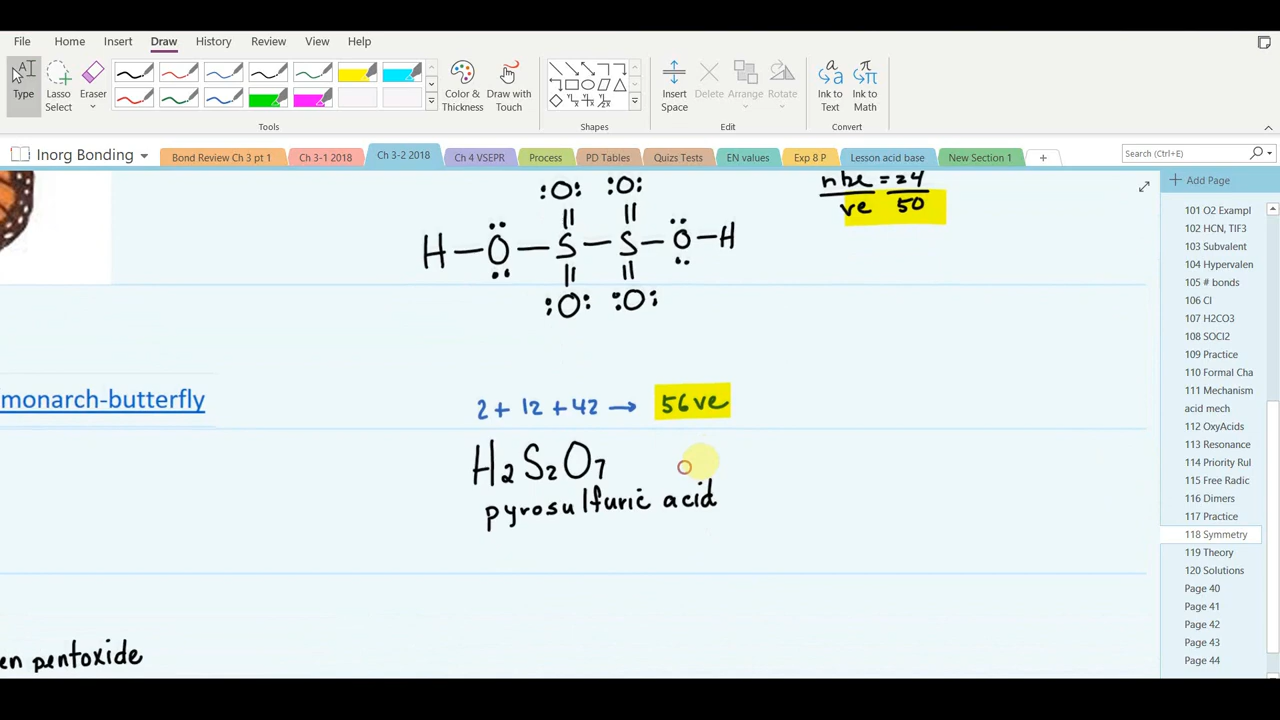 File Home Insert Draw History Review View Help
Type Lasso Select Eraser Color & Thickness Draw with Touch Insert Space Delete Arrange Rotate Ink to Text Ink to Math
Tools Shapes Edit Convert
Inorg Bonding Bond Review Ch 3 pt 1 Ch 3-1 2018 Ch 3-2 2018 Ch 4 VSEPR Process PD Tables Quizs Tests EN values Exp 8 P Lesson acid base New Section 1 + Search (Ctrl+E)
nbe = 24
ve 50
:O: :O:
H–O–S–S–O–H
:O: :O:
monarch-butterfly
2 + 12 + 42 → 56ve
H₂S₂O₇
pyrosulfuric acid
en pentoxide
+ Add Page
101 O2 Exampl
102 HCN, TIF3
103 Subvalent
104 Hypervalen
105 # bonds
106 CI
107 H2CO3
108 SOCl2
109 Practice
110 Formal Cha
111 Mechanism
acid mech
112 OxyAcids
113 Resonance
114 Priority Rul
115 Free Radic
116 Dimers
117 Practice
118 Symmetry
119 Theory
120 Solutions
Page 40
Page 41
Page 42
Page 43
Page 44